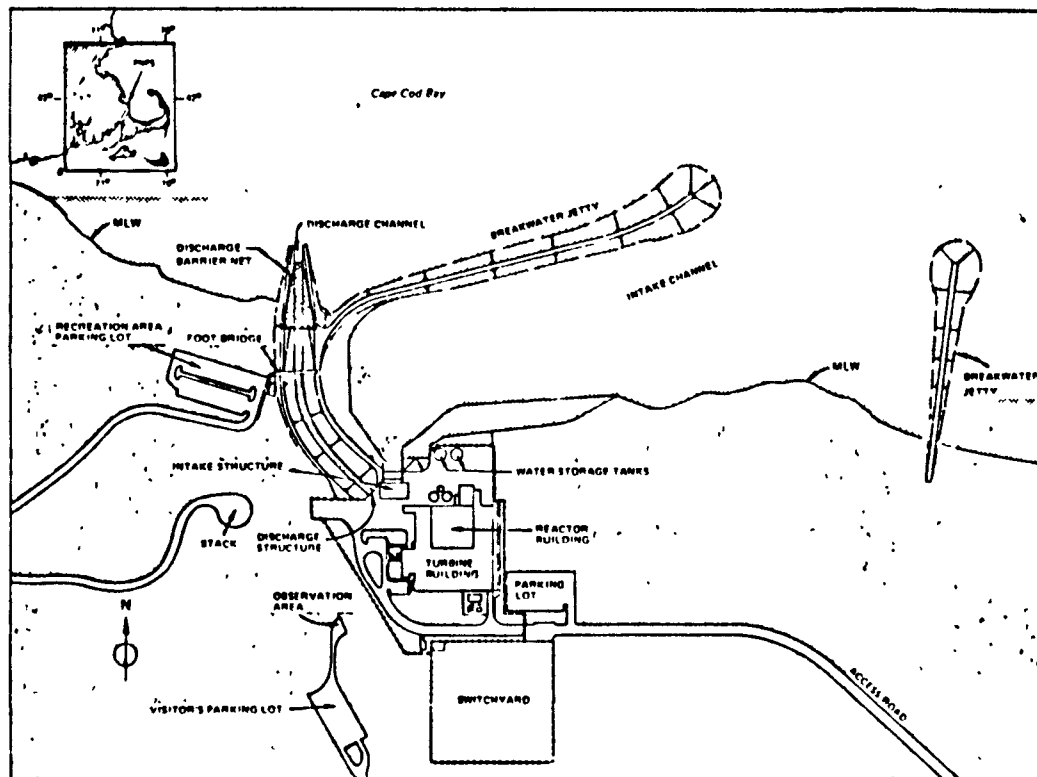 PNPS
Cape Cod Bay
MLW
DISCHARGE CHANNEL
DISCHARGE
BARRIER NET
BREAKWATER JETTY
INTAKE CHANNEL
RECREATION AREA
PARKING LOT
FOOT BRIDGE
MLW
BREAKWATER
JETTY
INTAKE STRUCTURE
WATER STORAGE TANKS
STACK
DISCHARGE
STRUCTURE
REACTOR
BUILDING
TURBINE
BUILDING
PARKING
LOT
OBSERVATION
AREA
N
VISITOR'S PARKING LOT
SWITCHYARD
ACCESS ROAD